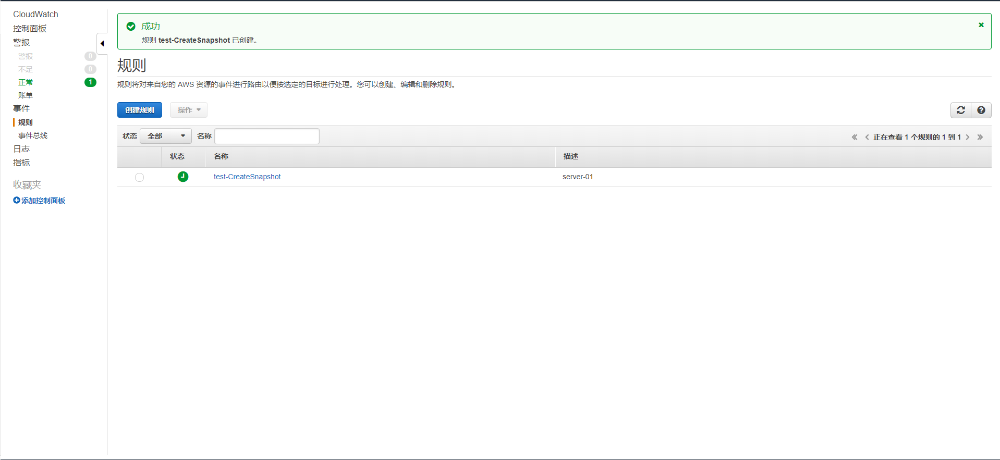 CloudWatch
控制面板
警报
警报 0
不足 0
正常 1
账单
事件
规则
事件总线
日志
指标
收藏夹
添加控制面板
成功
规则 test-CreateSnapshot 已创建。
规则
规则将对来自您的 AWS 资源的事件进行路由以便按选定的目标进行处理。您可以创建、编辑和删除规则。
创建规则 操作
状态 全部 名称 « < 正在查看 1 个规则的 1 到 1 > »
状态 名称 描述
test-CreateSnapshot server-01